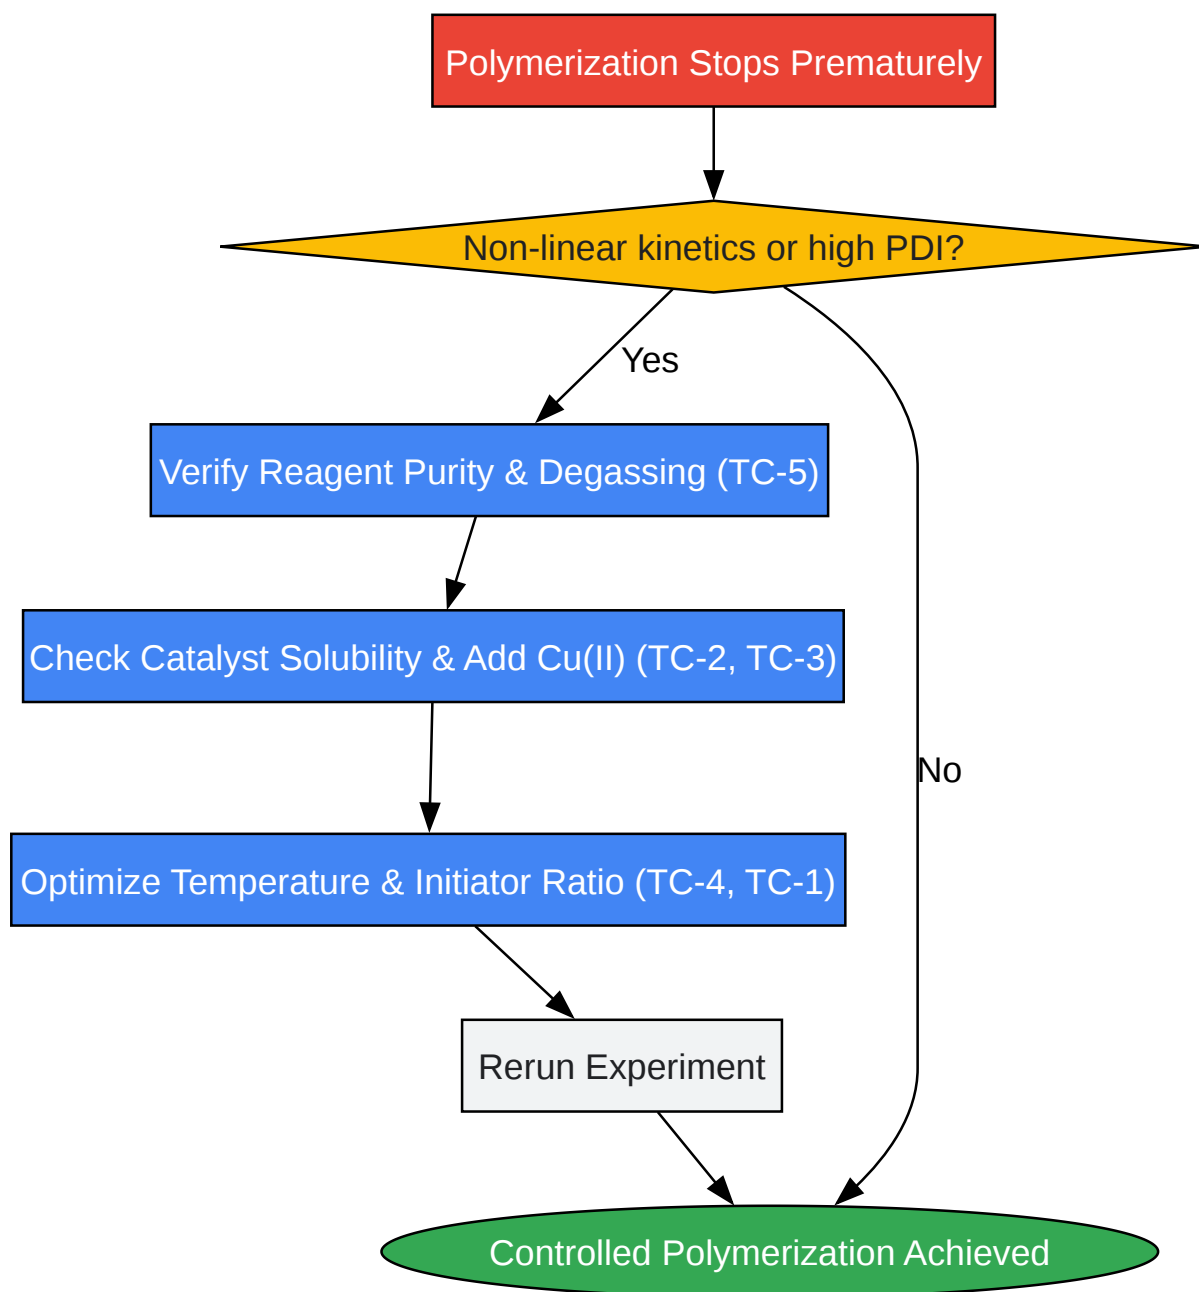 Polymerization Stops Prematurely
Non-linear kinetics or high PDI?
Yes
Verify Reagent Purity & Degassing (TC-5)
Check Catalyst Solubility & Add Cu(II) (TC-2, TC-3)
No
Optimize Temperature & Initiator Ratio (TC-4, TC-1)
Rerun Experiment
Controlled Polymerization Achieved